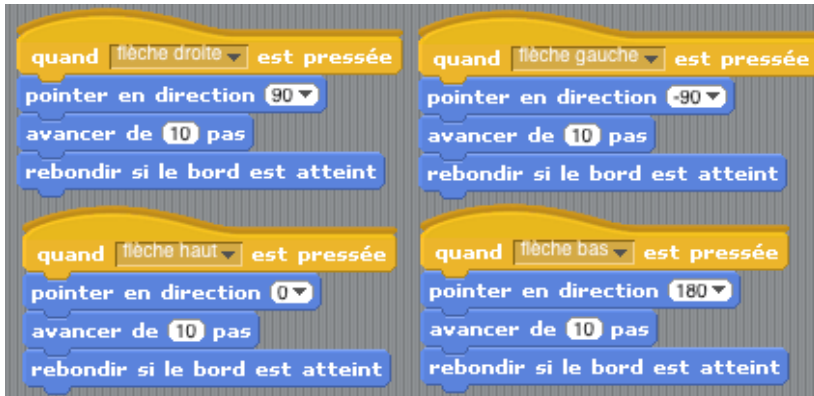 quand flèche droite est pressée
pointer en direction 90
avancer de 10 pas
rebondir si le bord est atteint
quand flèche gauche est pressée
pointer en direction -90
avancer de 10 pas
rebondir si le bord est atteint
quand flèche haut est pressée
pointer en direction 0
avancer de 10 pas
rebondir si le bord est atteint
quand flèche bas est pressée
pointer en direction 180
avancer de 10 pas
rebondir si le bord est atteint